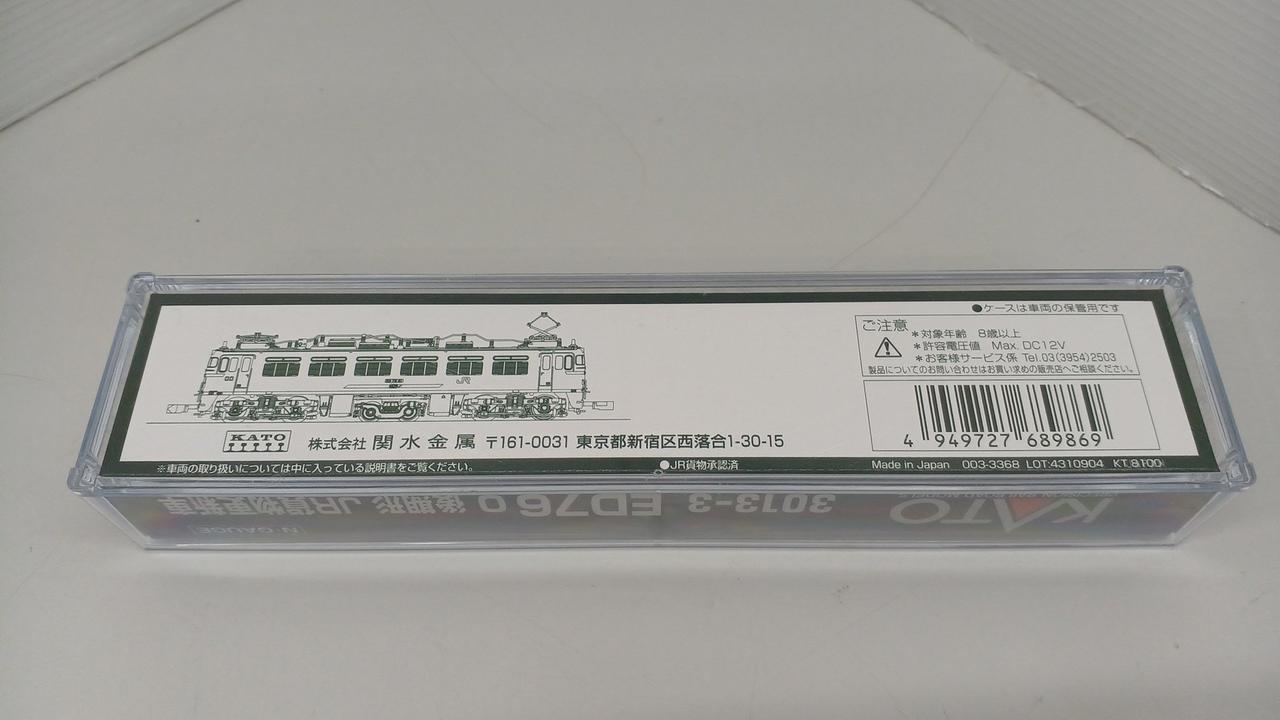 ●ケースは車両の保管用です
ご注意
＊対象年齢 8歳以上
＊許容電圧値 Max. DC12V
＊お客様サービス係 Tel.03(3954)2503
製品についてのお問い合わせはお買い求めの販売店へご相談ください。
JR
4 949727 689869
KATO 株式会社 関水金属 〒161-0031 東京都新宿区西落合1-30-15
※車両の取り扱いについては中に入っている説明書をご覧ください。
●JR貨物承認済
Made in Japan 003-3368 LOT:4310904 KT 8100
KATO
3013-3 ED76 0 後期形 JR貨物更新車
N GAUGE